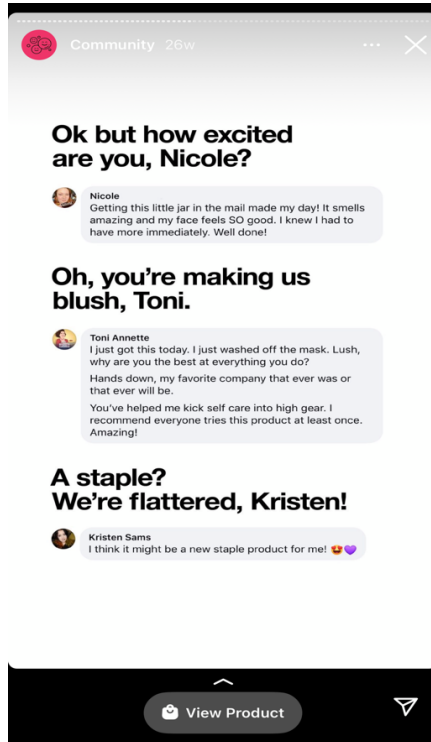 Community 26w
Ok but how excited
are you, Nicole?
Nicole
Getting this little jar in the mail made my day! It smells
amazing and my face feels SO good. I knew I had to
have more immediately. Well done!
Oh, you’re making us
blush, Toni.
Toni Annette
I just got this today. I just washed off the mask. Lush,
why are you the best at everything you do?
Hands down, my favorite company that ever was or
that ever will be.
You’ve helped me kick self care into high gear. I
recommend everyone tries this product at least once.
Amazing!
A staple?
We’re flattered, Kristen!
Kristen Sams
I think it might be a new staple product for me! 🤩💜
View Product